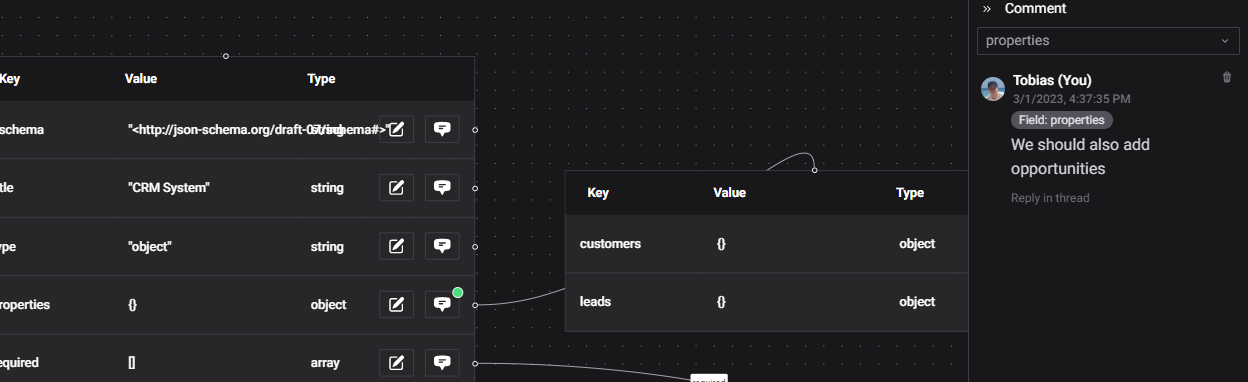 Key Value Type
schema "<http://json-schema.org/draft-07/schema#>" string
tle "CRM System" string
ype "object" string
roperties {} object
equired [] array
Key Value Type
customers {} object
leads {} object
required
Comment
properties
Tobias (You)
3/1/2023, 4:37:35 PM
Field: properties
We should also add
opportunities
Reply in thread